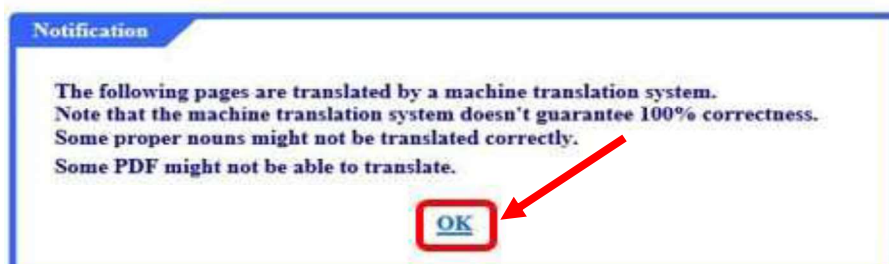 Notification
The following pages are translated by a machine translation system.
Note that the machine translation system doesn't guarantee 100% correctness.
Some proper nouns might not be translated correctly.
Some PDF might not be able to translate.
OK